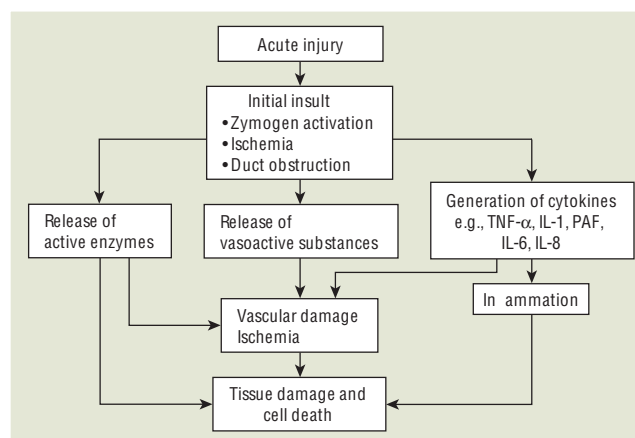 Acute injury
Initial insult
•Zymogen activation
•Ischemia
•Duct obstruction
Release of
active enzymes
Release of
vasoactive substances
Generation of cytokines
e.g., TNF-α, IL-1, PAF,
IL-6, IL-8
In ammation
Vascular damage
Ischemia
Tissue damage and
cell death